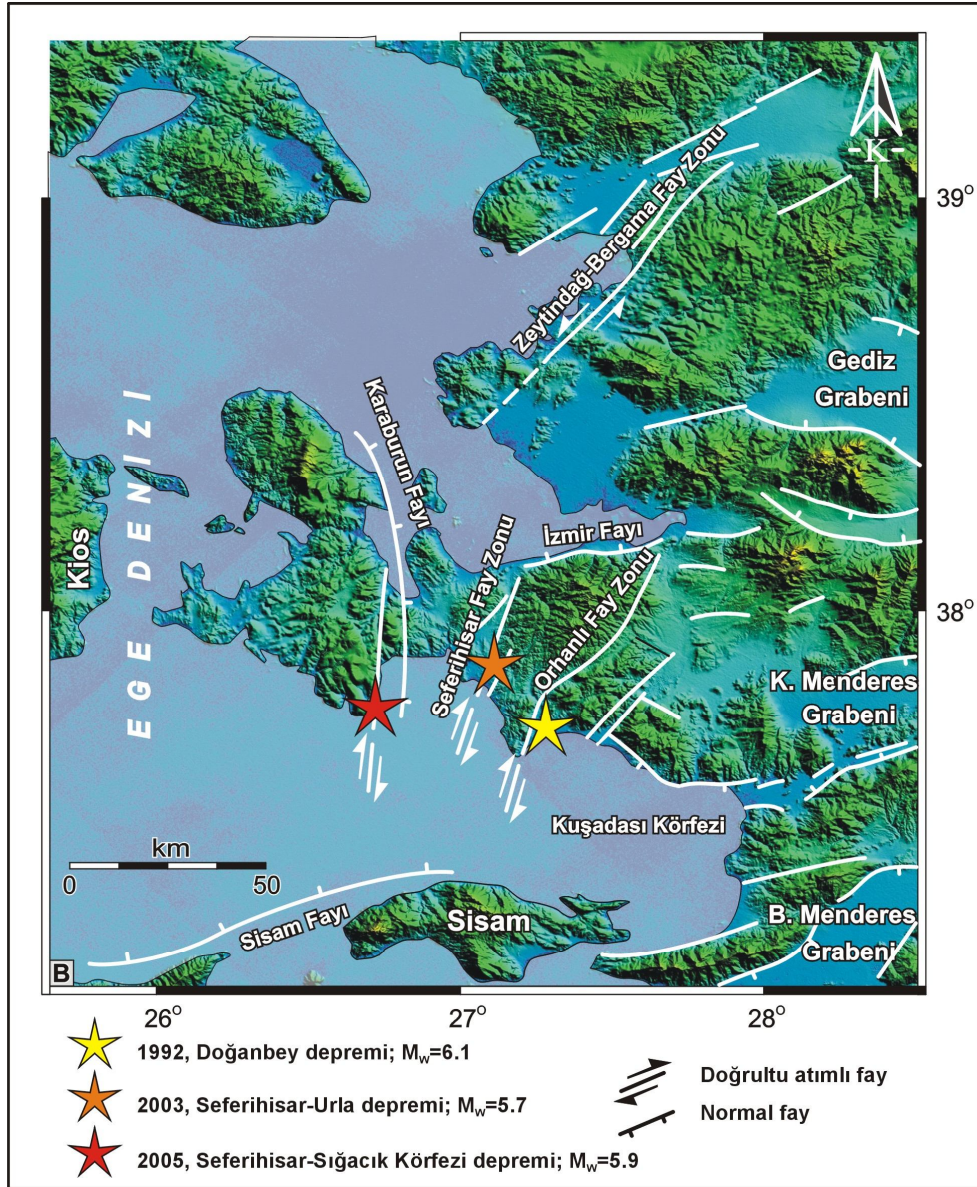 K
39°
Zeytindağ-Bergama Fay Zonu
Gediz
Grabeni
Karaburun Fayı
EGE DENİZİ
Kios
İzmir Fayı
Seferihisar Fay Zonu
Orhanlı Fay Zonu
38°
K. Menderes
Grabeni
Kuşadası Körfezi
km
0 50
Sisam Fayı
Sisam
B. Menderes
Grabeni
B
26° 27° 28°
1992, Doğanbey depremi; Mw=6.1
2003, Seferihisar-Urla depremi; Mw=5.7
2005, Seferihisar-Sığacık Körfezi depremi; Mw=5.9
Doğrultu atımlı fay
Normal fay